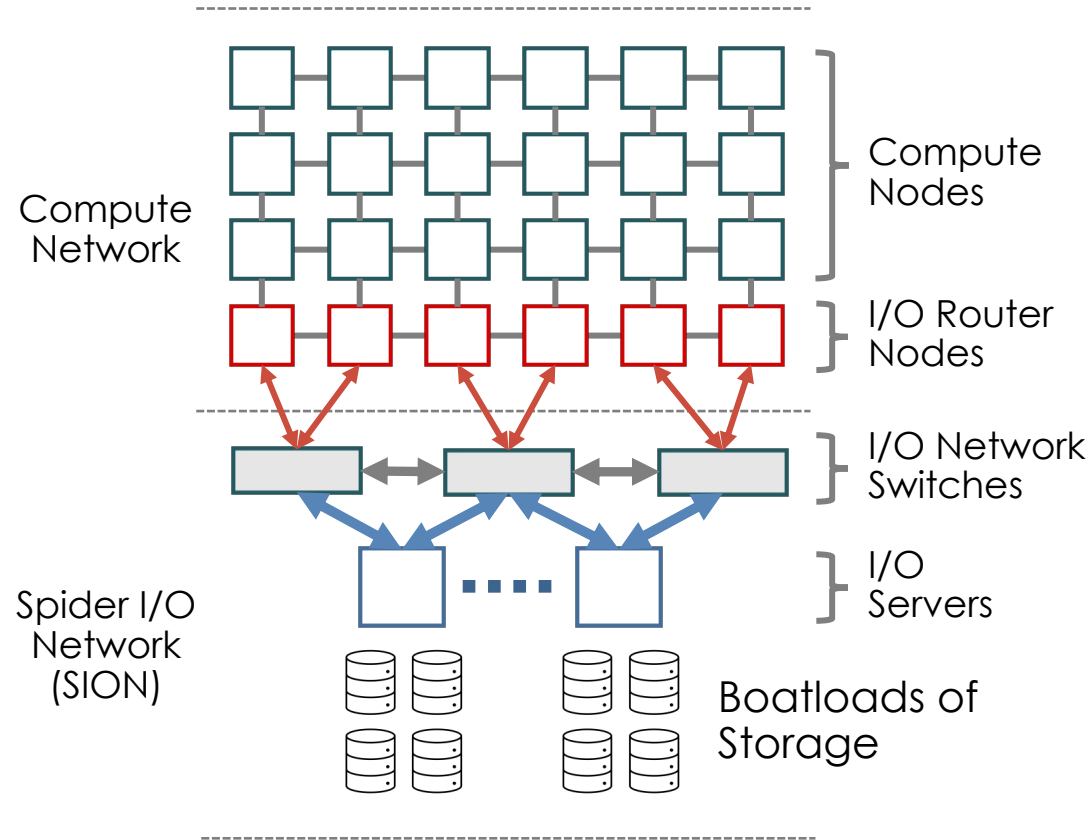 Compute
Network
Compute
Nodes
I/O Router
Nodes
I/O Network
Switches
I/O
Servers
Spider I/O
Network
(SION)
Boatloads of
Storage